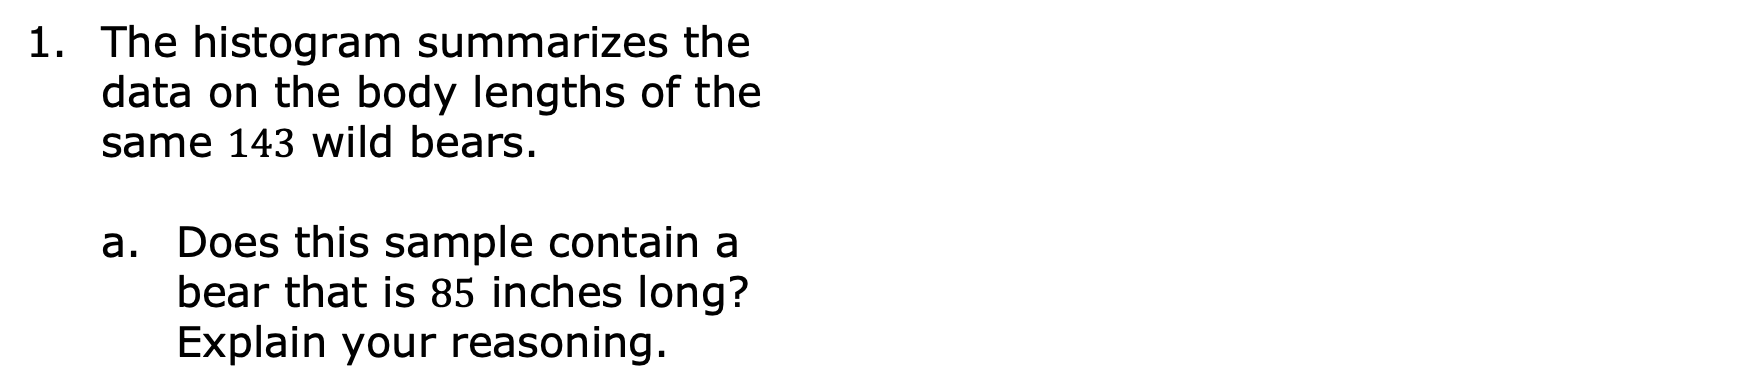 1. The histogram summarizes the
data on the body lengths of the
same 143 wild bears.
a. Does this sample contain a
bear that is 85 inches long?
Explain your reasoning.